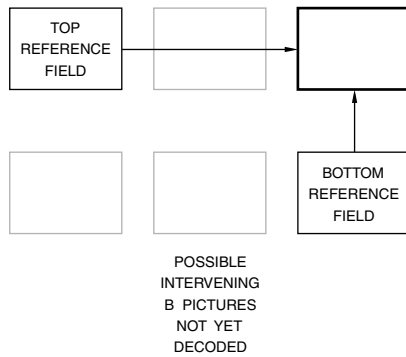 TOP
REFERENCE
FIELD
BOTTOM
REFERENCE
FIELD
POSSIBLE
INTERVENING
B PICTURES
NOT YET
DECODED